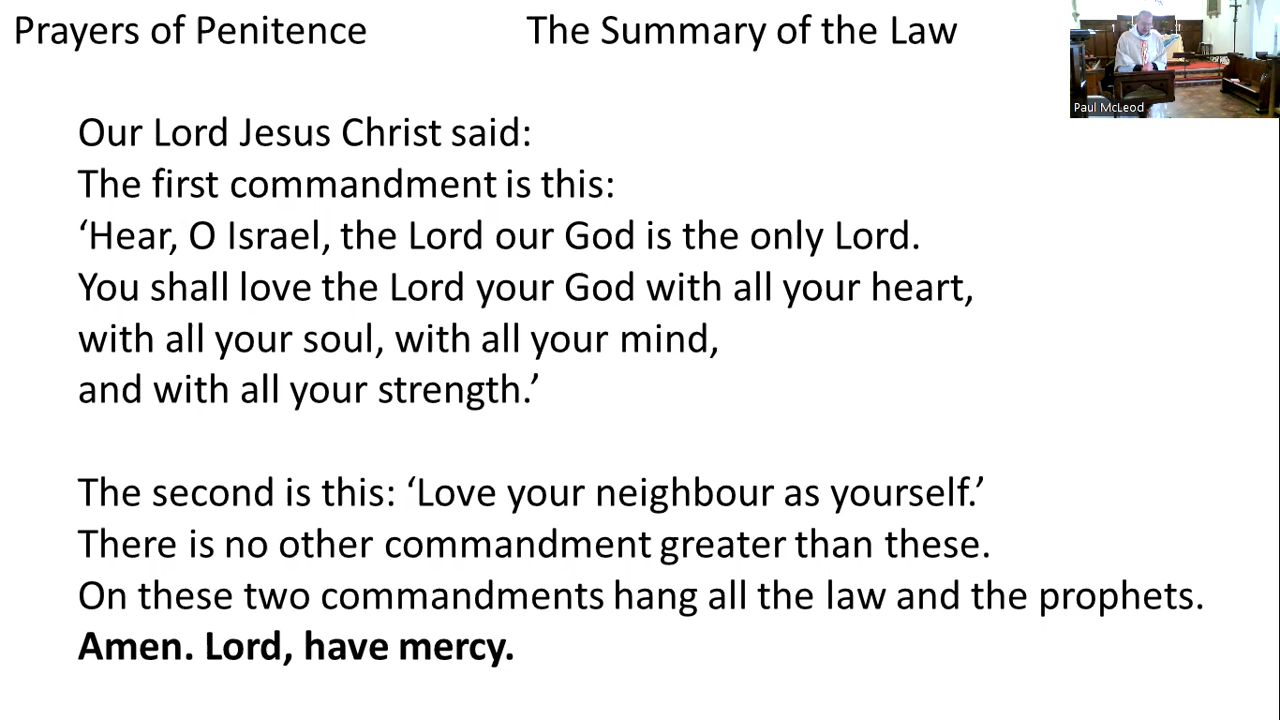 Prayers of Penitence The Summary of the Law
Paul McLeod
Our Lord Jesus Christ said:
The first commandment is this:
‘Hear, O Israel, the Lord our God is the only Lord.
You shall love the Lord your God with all your heart,
with all your soul, with all your mind,
and with all your strength.’
The second is this: ‘Love your neighbour as yourself.’
There is no other commandment greater than these.
On these two commandments hang all the law and the prophets.
Amen. Lord, have mercy.